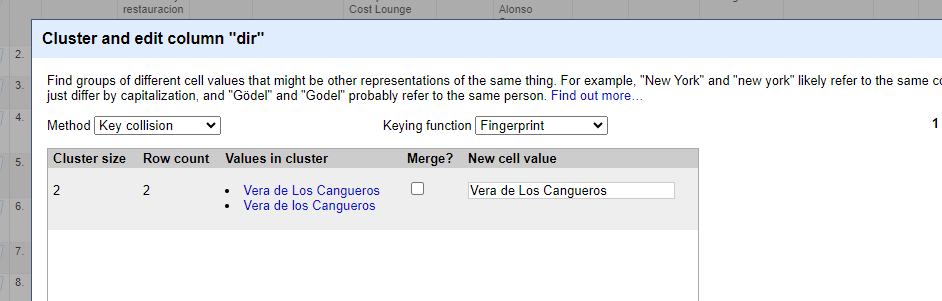 restauracion
Cost Lounge
Alonso
Cluster and edit column "dir"
2.
Find groups of different cell values that might be other representations of the same thing. For example, "New York" and "new york" likely refer to the same co
3.
just differ by capitalization, and "Gödel" and "Godel" probably refer to the same person. Find out more…
4.
Method Key collision Keying function Fingerprint 1
Cluster size Row count Values in cluster Merge? New cell value
5.
2 2 • Vera de Los Cangueros Vera de Los Cangueros
• Vera de los Cangueros
6.
7.
8.